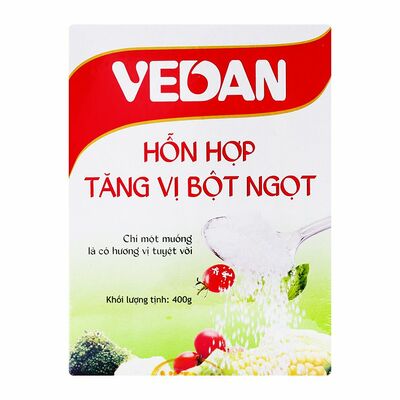 VEDAN
HỖN HỢP
TĂNG VỊ BỘT NGỌT
Chỉ một muỗng
là có hương vị tuyệt vời
Khối lượng tịnh: 400g